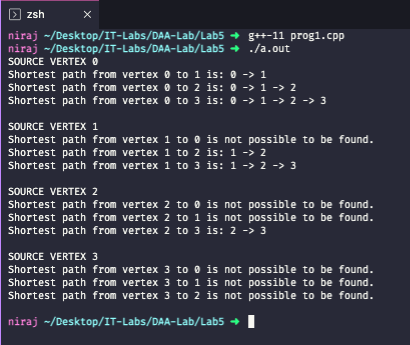 zsh
niraj ~/Desktop/IT-Labs/DAA-Lab/Lab5 ➜ g++-11 prog1.cpp
niraj ~/Desktop/IT-Labs/DAA-Lab/Lab5 ➜ ./a.out
SOURCE VERTEX 0
Shortest path from vertex 0 to 1 is: 0 -> 1
Shortest path from vertex 0 to 2 is: 0 -> 1 -> 2
Shortest path from vertex 0 to 3 is: 0 -> 1 -> 2 -> 3
SOURCE VERTEX 1
Shortest path from vertex 1 to 0 is not possible to be found.
Shortest path from vertex 1 to 2 is: 1 -> 2
Shortest path from vertex 1 to 3 is: 1 -> 2 -> 3
SOURCE VERTEX 2
Shortest path from vertex 2 to 0 is not possible to be found.
Shortest path from vertex 2 to 1 is not possible to be found.
Shortest path from vertex 2 to 3 is: 2 -> 3
SOURCE VERTEX 3
Shortest path from vertex 3 to 0 is not possible to be found.
Shortest path from vertex 3 to 1 is not possible to be found.
Shortest path from vertex 3 to 2 is not possible to be found.
niraj ~/Desktop/IT-Labs/DAA-Lab/Lab5 ➜